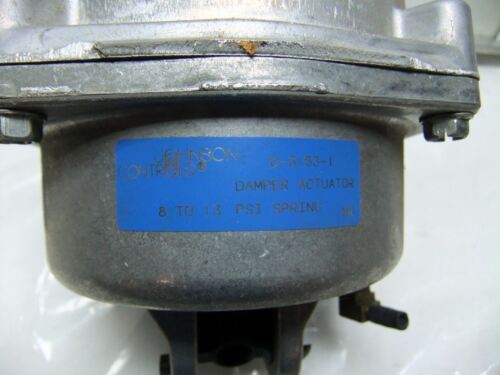 JOHNSON
CONTROLS® D-3153-1
DAMPER ACTUATOR
8 TO 13 PSI SPRING